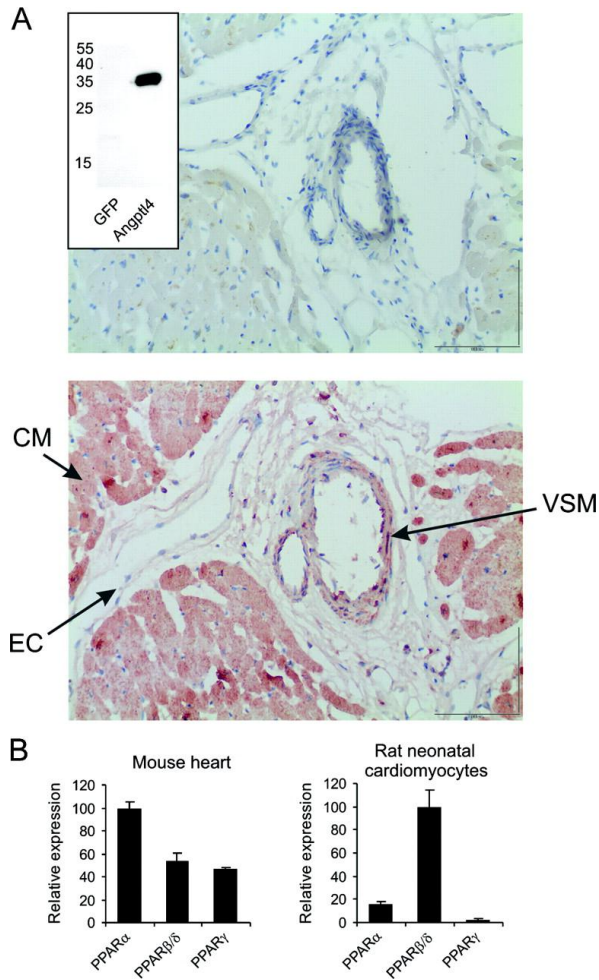 A
55
40
35
25
15
GFP
Angptl4
CM
VSM
EC
B
Mouse heart
Relative expression
120
100
80
60
40
20
0
PPARα
PPARβ/δ
PPARγ
Rat neonatal
cardiomyocytes
Relative expression
120
100
80
60
40
20
0
PPARα
PPARβ/δ
PPARγ